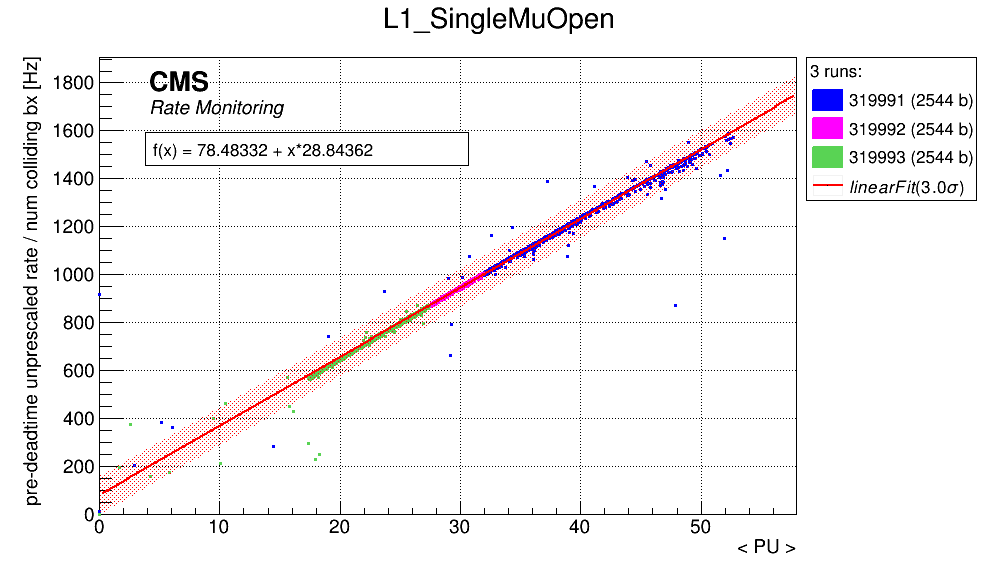 L1_SingleMuOpen
pre-deadtime unprescaled rate / num colliding bx [Hz]
1800
1600
1400
1200
1000
800
600
400
200
0
CMS
Rate Monitoring
f(x) = 78.48332 + x*28.84362
0 10 20 30 40 50
< PU >
3 runs:
319991 (2544 b)
319992 (2544 b)
319993 (2544 b)
linearFit(3.0σ)